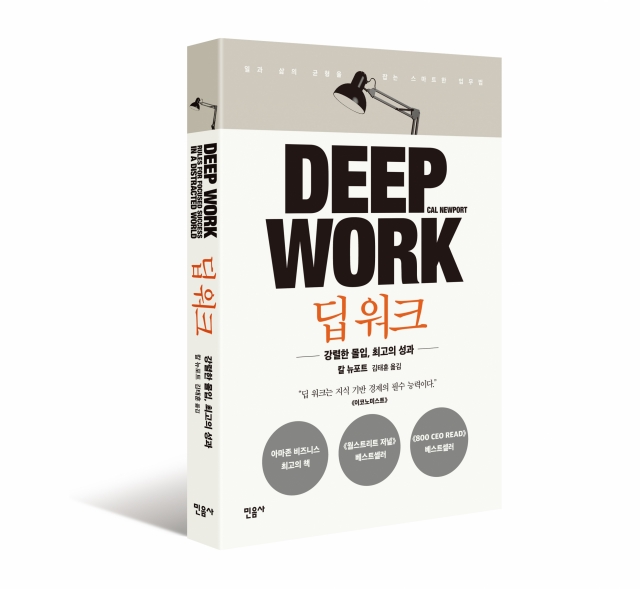 일과 삶의 균형을 잡는 스마트한 업무법
DEEP
CAL NEWPORT
WORK
딥 워크
강렬한 몰입, 최고의 성과
칼 뉴포트 김태훈 옮김
“딥 워크는 지식 기반 경제의 필수 능력이다.”
《이코노미스트》
아마존 비즈니스
최고의 책
《월스트리트 저널》
베스트셀러
《800 CEO READ》
베스트셀러
민음사
DEEP WORK
RULES FOR FOCUSED SUCCESS
IN A DISTRACTED WORLD
딥 워크
강렬한 몰입, 최고의 성과
칼 뉴포트 김태훈 옮김
민음사